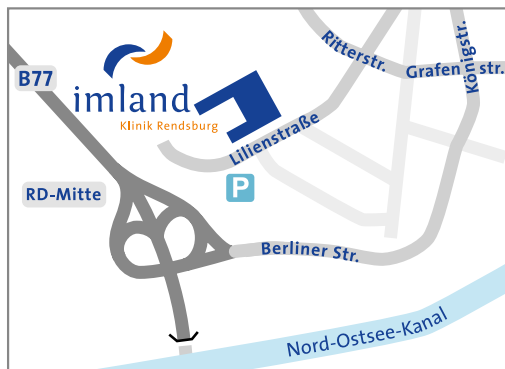 Ritterstr.
Grafen str.
Königstr.
B77
imland
Klinik Rendsburg
Lilienstraße
P
RD-Mitte
Berliner Str.
Nord-Ostsee-Kanal